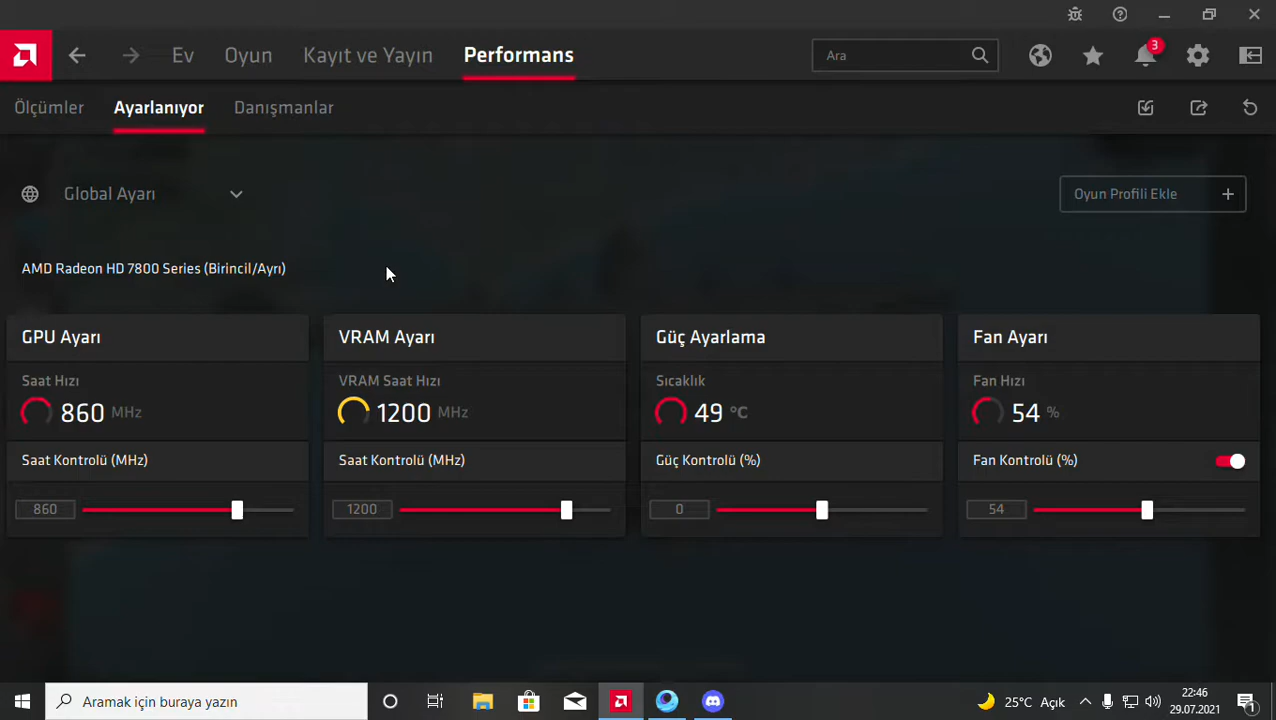 Ev Oyun Kayıt ve Yayın Performans Ara 3
Ölçümler Ayarlanıyor Danışmanlar
Global Ayarı Oyun Profili Ekle
AMD Radeon HD 7800 Series (Birincil/Ayrı)
GPU Ayarı
Saat Hızı
860 MHz
Saat Kontrolü (MHz)
860
VRAM Ayarı
VRAM Saat Hızı
1200 MHz
Saat Kontrolü (MHz)
1200
Güç Ayarlama
Sıcaklık
49 °C
Güç Kontrolü (%)
0
Fan Ayarı
Fan Hızı
54 %
Fan Kontrolü (%)
54
Aramak için buraya yazın
25°C Açık
22:46
29.07.2021
1